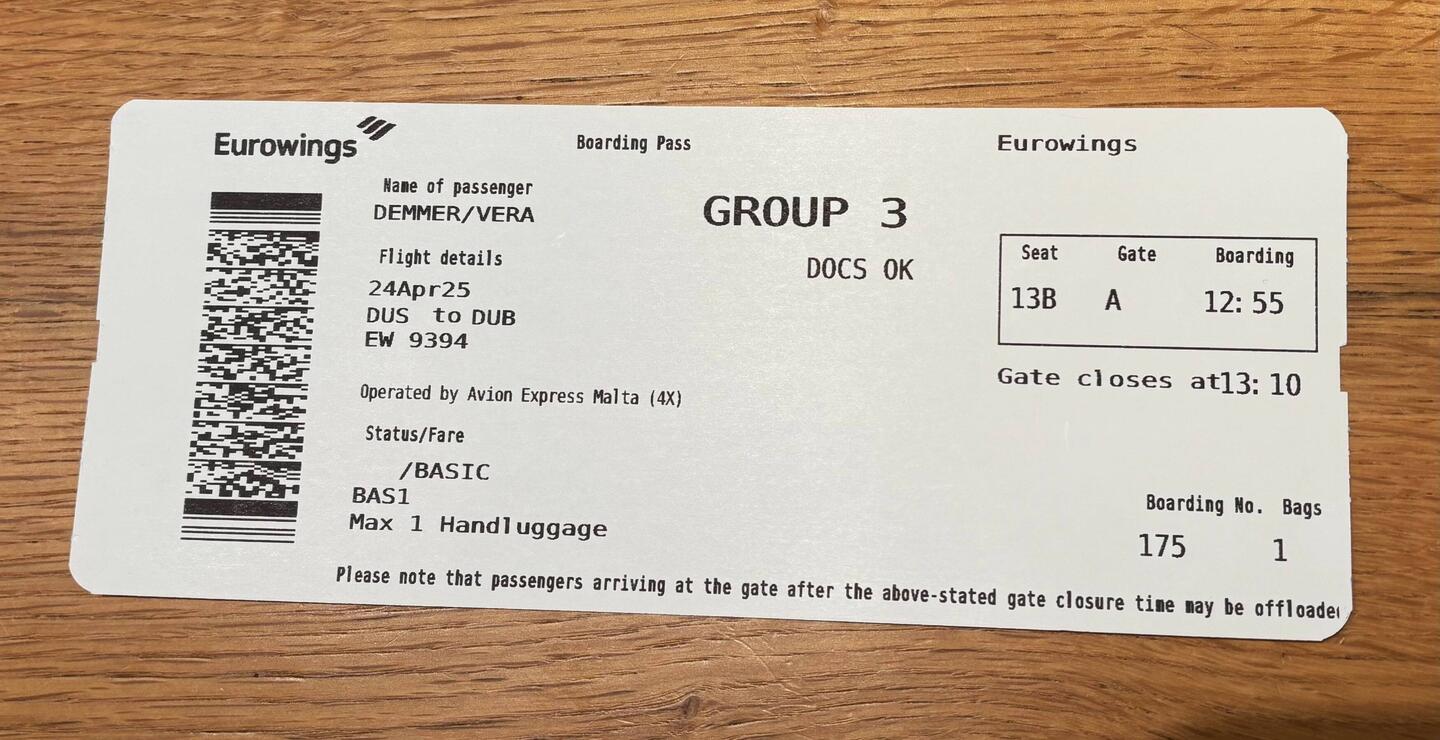 Eurowings
Boarding Pass
Eurowings
Name of passenger
DEMMER/VERA
GROUP 3
DOCS OK
Flight details
24Apr25
DUS to DUB
EW 9394
Seat Gate Boarding
13B A 12:55
Gate closes at13:10
Operated by Avion Express Malta (4X)
Status/Fare
/BASIC
BAS1
Max 1 Handluggage
Boarding No. Bags
175 1
Please note that passengers arriving at the gate after the above-stated gate closure time may be offloade